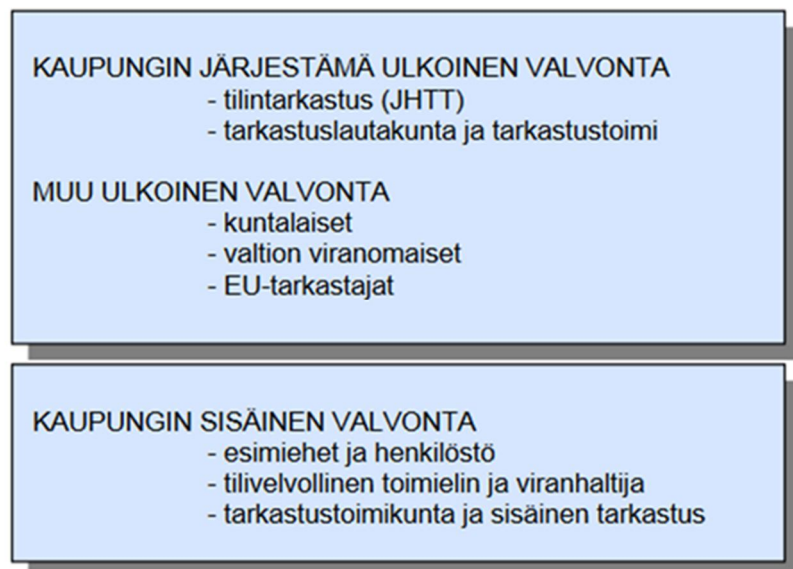 KAUPUNGIN JÄRJESTÄMÄ ULKOINEN VALVONTA
- tilintarkastus (JHTT)
- tarkastuslautakunta ja tarkastustoimi
MUU ULKOINEN VALVONTA
- kuntalaiset
- valtion viranomaiset
- EU-tarkastajat
KAUPUNGIN SISÄINEN VALVONTA
- esimiehet ja henkilöstö
- tilivelvollinen toimielin ja viranhaltija
- tarkastustoimikunta ja sisäinen tarkastus